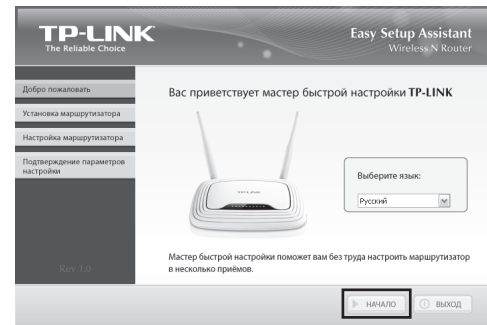 TP-LINK
The Reliable Choice
Easy Setup Assistant
Wireless N Router
Добро пожаловать
Установка маршрутизатора
Настройка маршрутизатора
Подтверждение параметров
настройки
Rev 1.0
Вас приветствует мастер быстрой настройки TP-LINK
TP-LINK
Выберите язык:
Русский
Мастер быстрой настройки поможет вам без труда настроить маршрутизатор
в несколько приёмов.
НАЧАЛО
ВЫХОД